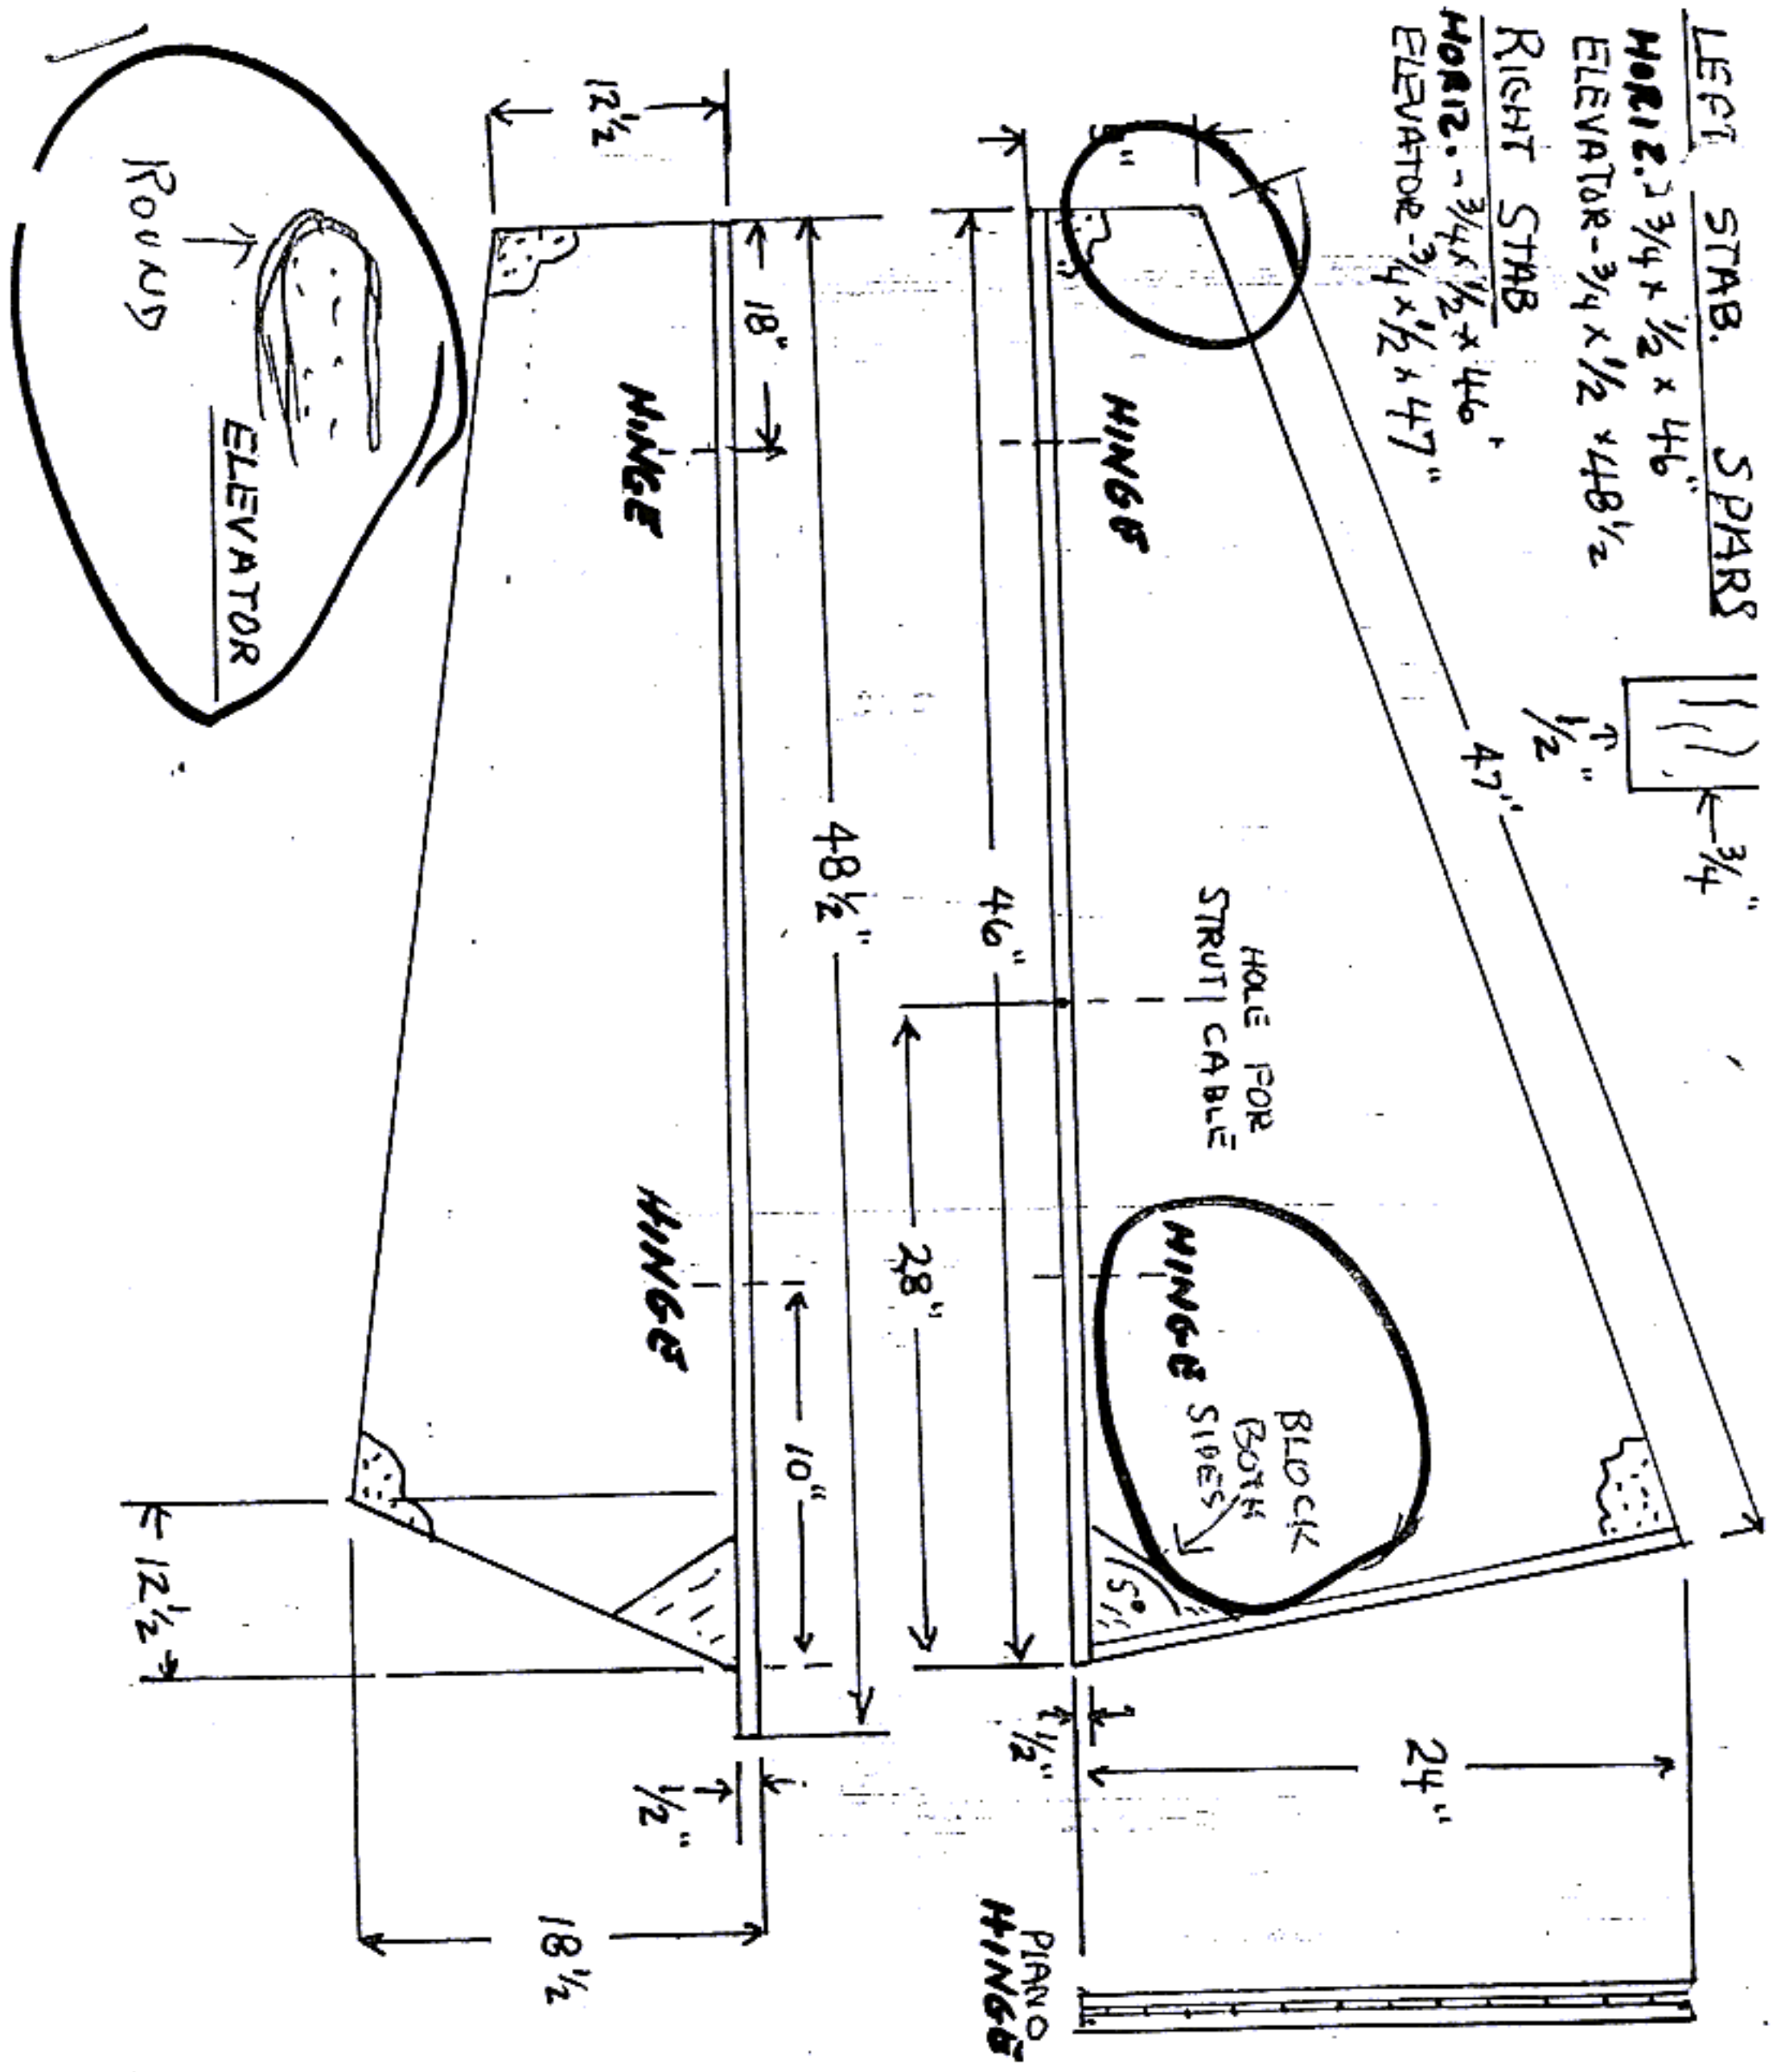 LEFT STAB. SPARS
HORIZ. 3/4 x 1/2 x 46"
ELEVATOR - 3/4 x 1/2 x 48 1/2
RIGHT STAB
HORIZ. - 3/4 x 1/2 x 46"
ELEVATOR - 3/4 x 1/2 x 47"
1/2"
3/4"
47"
HINGE
HOLE FOR
STRUT CABLE
HINGE
BLOCK
BOTH
SIDES
5°
46"
28"
1/2"
24"
PIANO
HINGE
12 1/2
18"
48 1/2"
10"
HINGE
HINGE
1/2"
12 1/2
18 1/2
ROUND
ELEVATOR